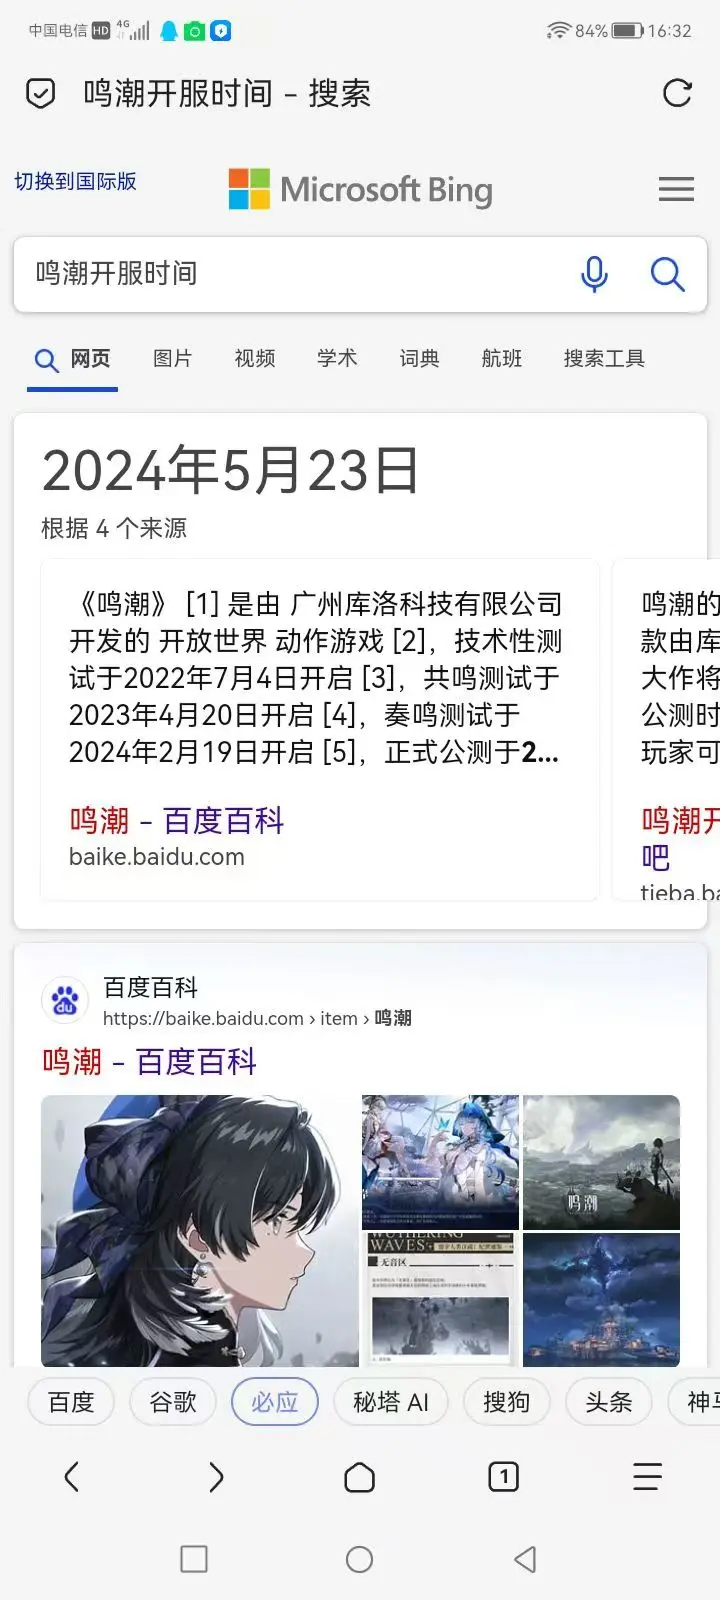 中国电信 HD 4G 84% 16:32
鸣潮开服时间 - 搜索
切换到国际版
Microsoft Bing
鸣潮开服时间
网页 图片 视频 学术 词典 航班 搜索工具
2024年5月23日
根据 4 个来源
《鸣潮》 [1] 是由 广州库洛科技有限公司
开发的 开放世界 动作游戏 [2]，技术性测
试于2022年7月4日开启 [3]，共鸣测试于
2023年4月20日开启 [4]，奏鸣测试于
2024年2月19日开启 [5]，正式公测于2...
鸣潮 - 百度百科
baike.baidu.com
鸣潮的
款由库
大作将
公测时
玩家可
鸣潮开
吧
tieba.ba
du
百度百科
https://baike.baidu.com › item › 鸣潮
鸣潮 - 百度百科
鸣潮
WUTHERING
WAVES
无音区
百度 谷歌 必应 秘塔 AI 搜狗 头条 神马
1